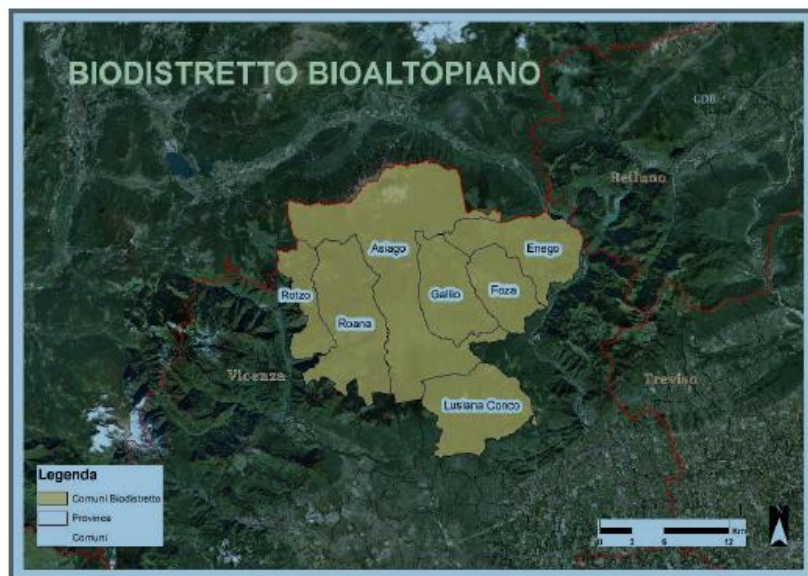 BIODISTRETTO BIOALTOPIANO
Belluno
Asiago
Enego
Rotzo
Gallio
Foza
Roana
Vicenza
Treviso
Lusiana Conco
Legenda
Comuni Biodistretto
Province
Comuni
Km
0 3 6 12
N